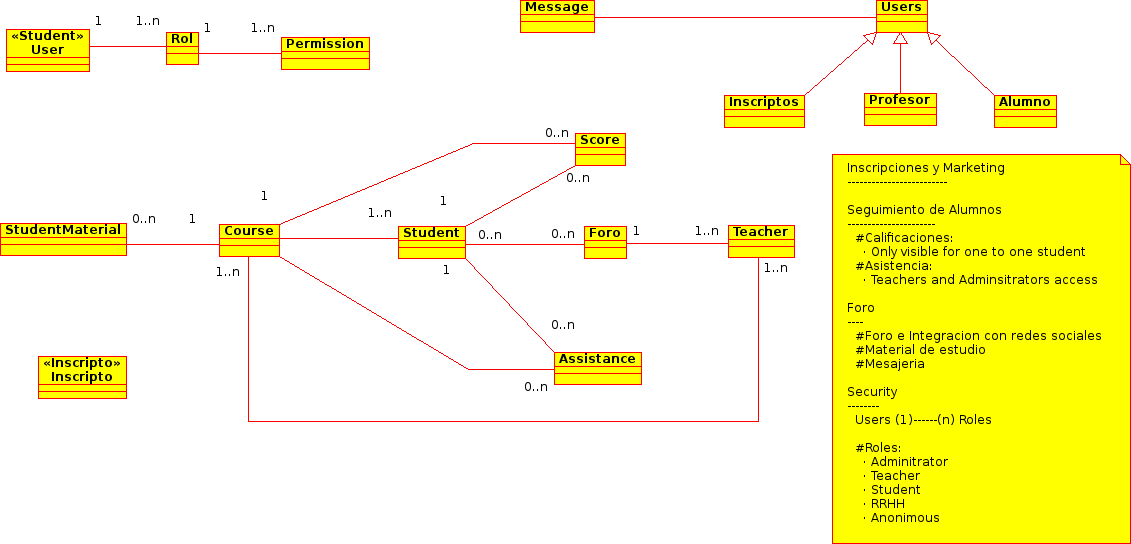 «Student»
User
1
1..n
Rol
1
1..n
Permission
Message
Users
Inscriptos
Profesor
Alumno
0..n
Score
0..n
1
1
1..n
StudentMaterial
0..n
1
Course
1..n
Student
1
0..n
0..n
Foro
1
1..n
Teacher
1..n
0..n
Assistance
0..n
«Inscripto»
Inscripto
Inscripciones y Marketing
-------------------------
Seguimiento de Alumnos
----------------------
#Calificaciones:
· Only visible for one to one student
#Asistencia:
· Teachers and Adminsitrators access
Foro
----
#Foro e Integracion con redes sociales
#Material de estudio
#Mesajeria
Security
--------
Users (1)------(n) Roles
#Roles:
· Adminitrator
· Teacher
· Student
· RRHH
· Anonimous